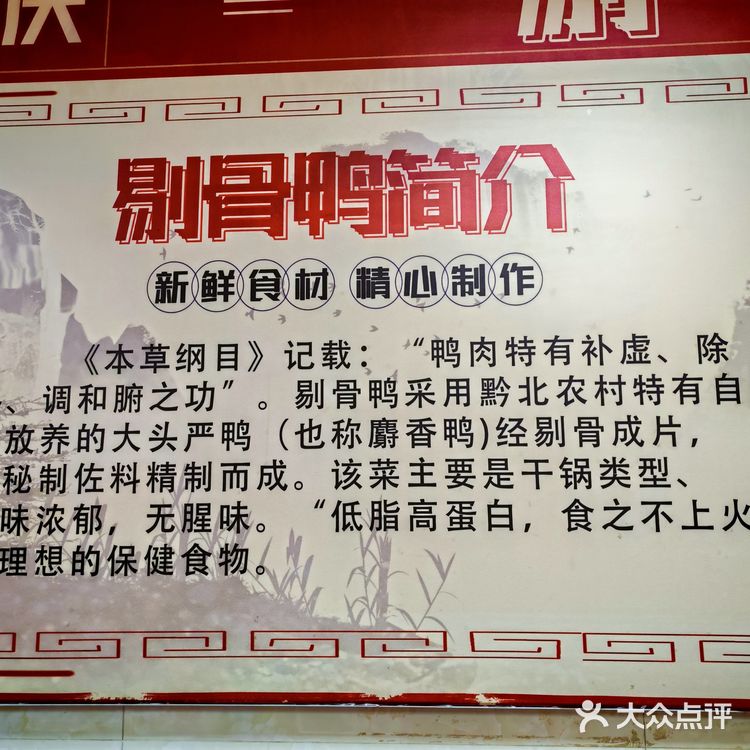 剔骨鸭简介
新鲜食材 精心制作
《本草纲目》记载：“鸭肉特有补虚、除
、调和腑之功”。剔骨鸭采用黔北农村特有自
放养的大头严鸭（也称麝香鸭)经剔骨成片，
秘制佐料精制而成。该菜主要是干锅类型、
味浓郁，无腥味。“低脂高蛋白，食之不上火
理想的保健食物。
大众点评